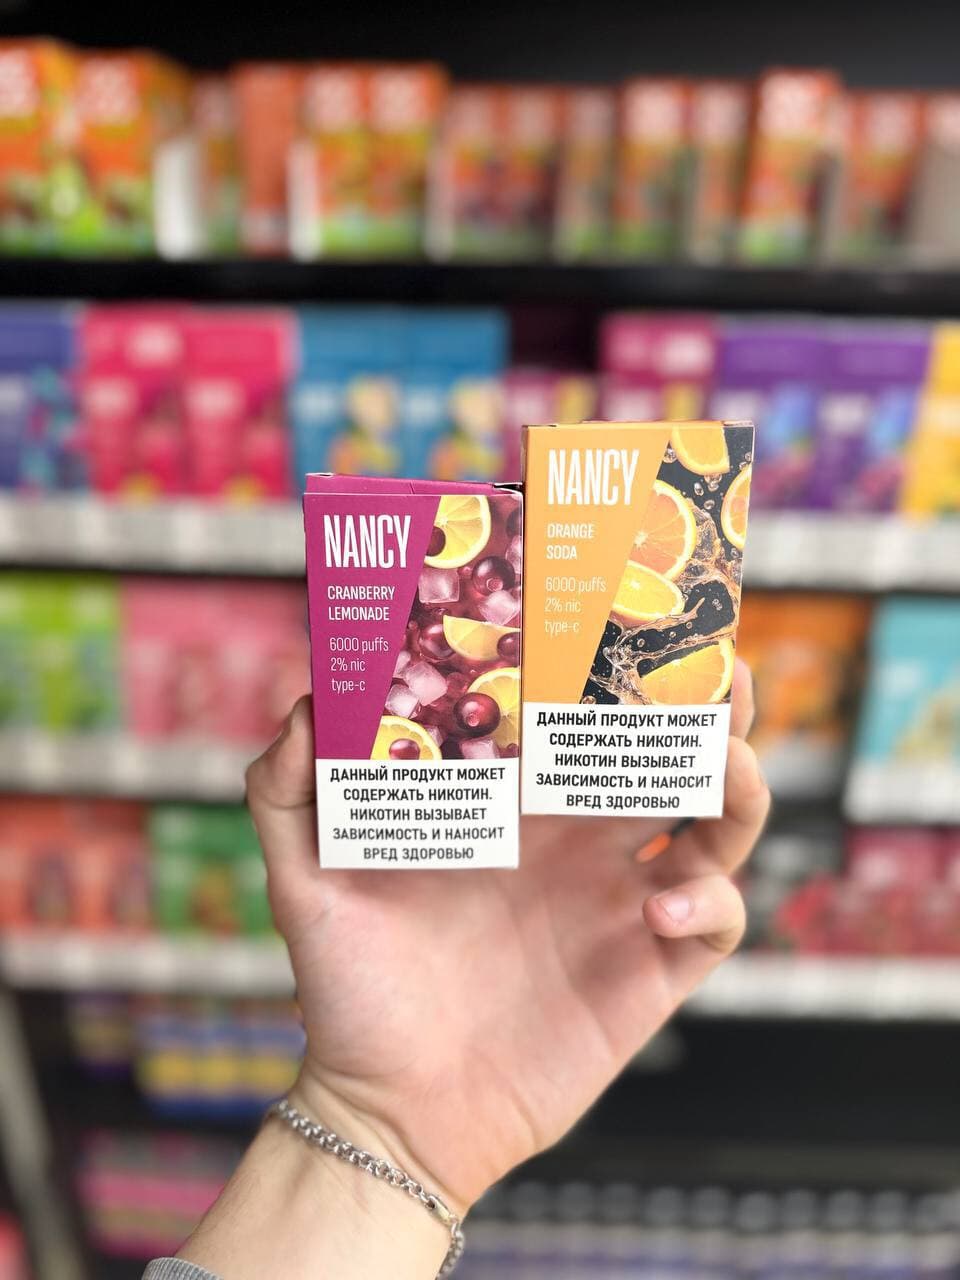 NANCY
CRANBERRY
LEMONADE
6000 puffs
2% nic
type-c
ДАННЫЙ ПРОДУКТ МОЖЕТ
СОДЕРЖАТЬ НИКОТИН.
НИКОТИН ВЫЗЫВАЕТ
ЗАВИСИМОСТЬ И НАНОСИТ
ВРЕД ЗДОРОВЬЮ
NANCY
ORANGE
SODA
6000 puffs
2% nic
type-c
ДАННЫЙ ПРОДУКТ МОЖЕТ
СОДЕРЖАТЬ НИКОТИН.
НИКОТИН ВЫЗЫВАЕТ
ЗАВИСИМОСТЬ И НАНОСИТ
ВРЕД ЗДОРОВЬЮ